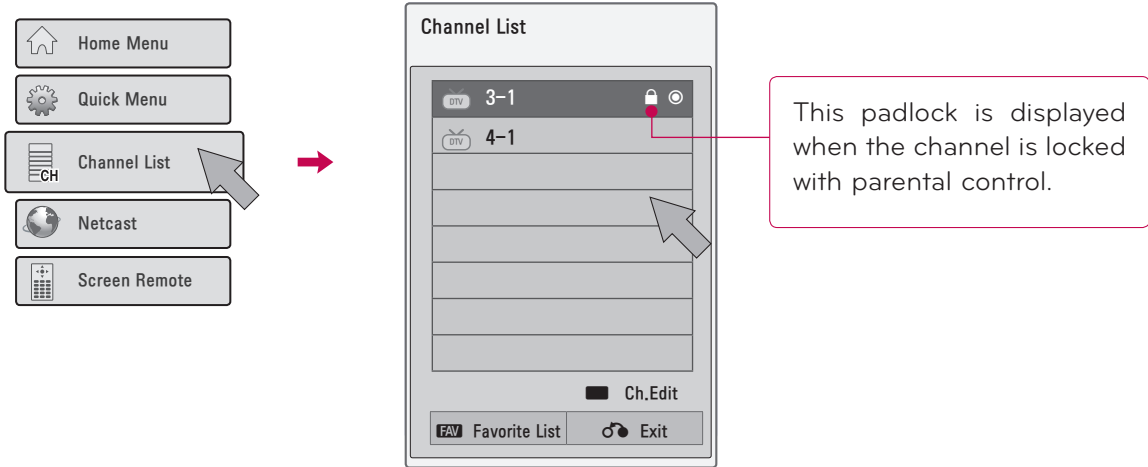 Home Menu
Quick Menu
CH
Channel List
Netcast
Screen Remote
Channel List
DTV 3-1
DTV 4-1
Ch.Edit
FAV Favorite List
Exit
This padlock is displayed
when the channel is locked
with parental control.